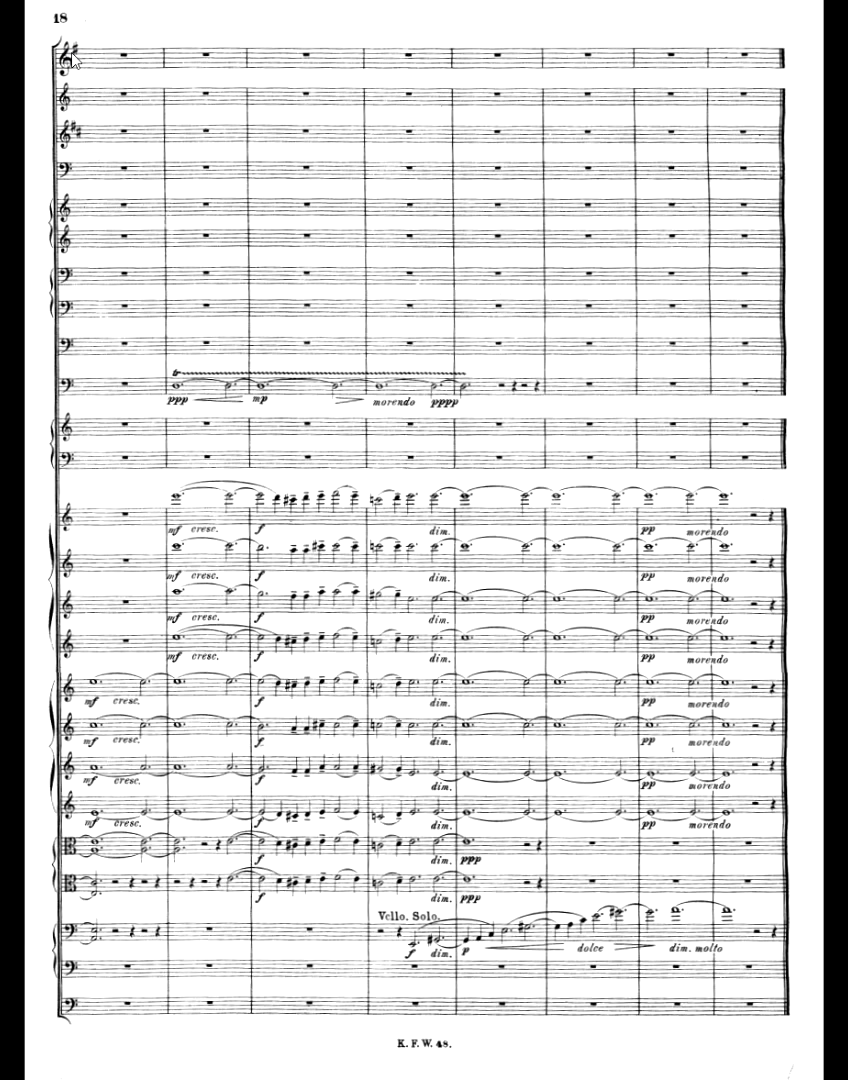 18
tr
ppp mp morendo pppp
mf cresc. f dim. pp morendo
mf cresc. f dim. pp morendo
mf cresc. f dim. pp morendo
mf cresc. f dim. pp morendo
mf cresc. f dim. pp morendo
mf cresc. f dim. pp morendo
mf cresc. f dim. pp morendo
mf cresc. f dim. pp morendo
f dim. ppp
f dim. ppp
Vcllo. Solo.
f dim. p dolce dim. molto
K. F. W. 48.